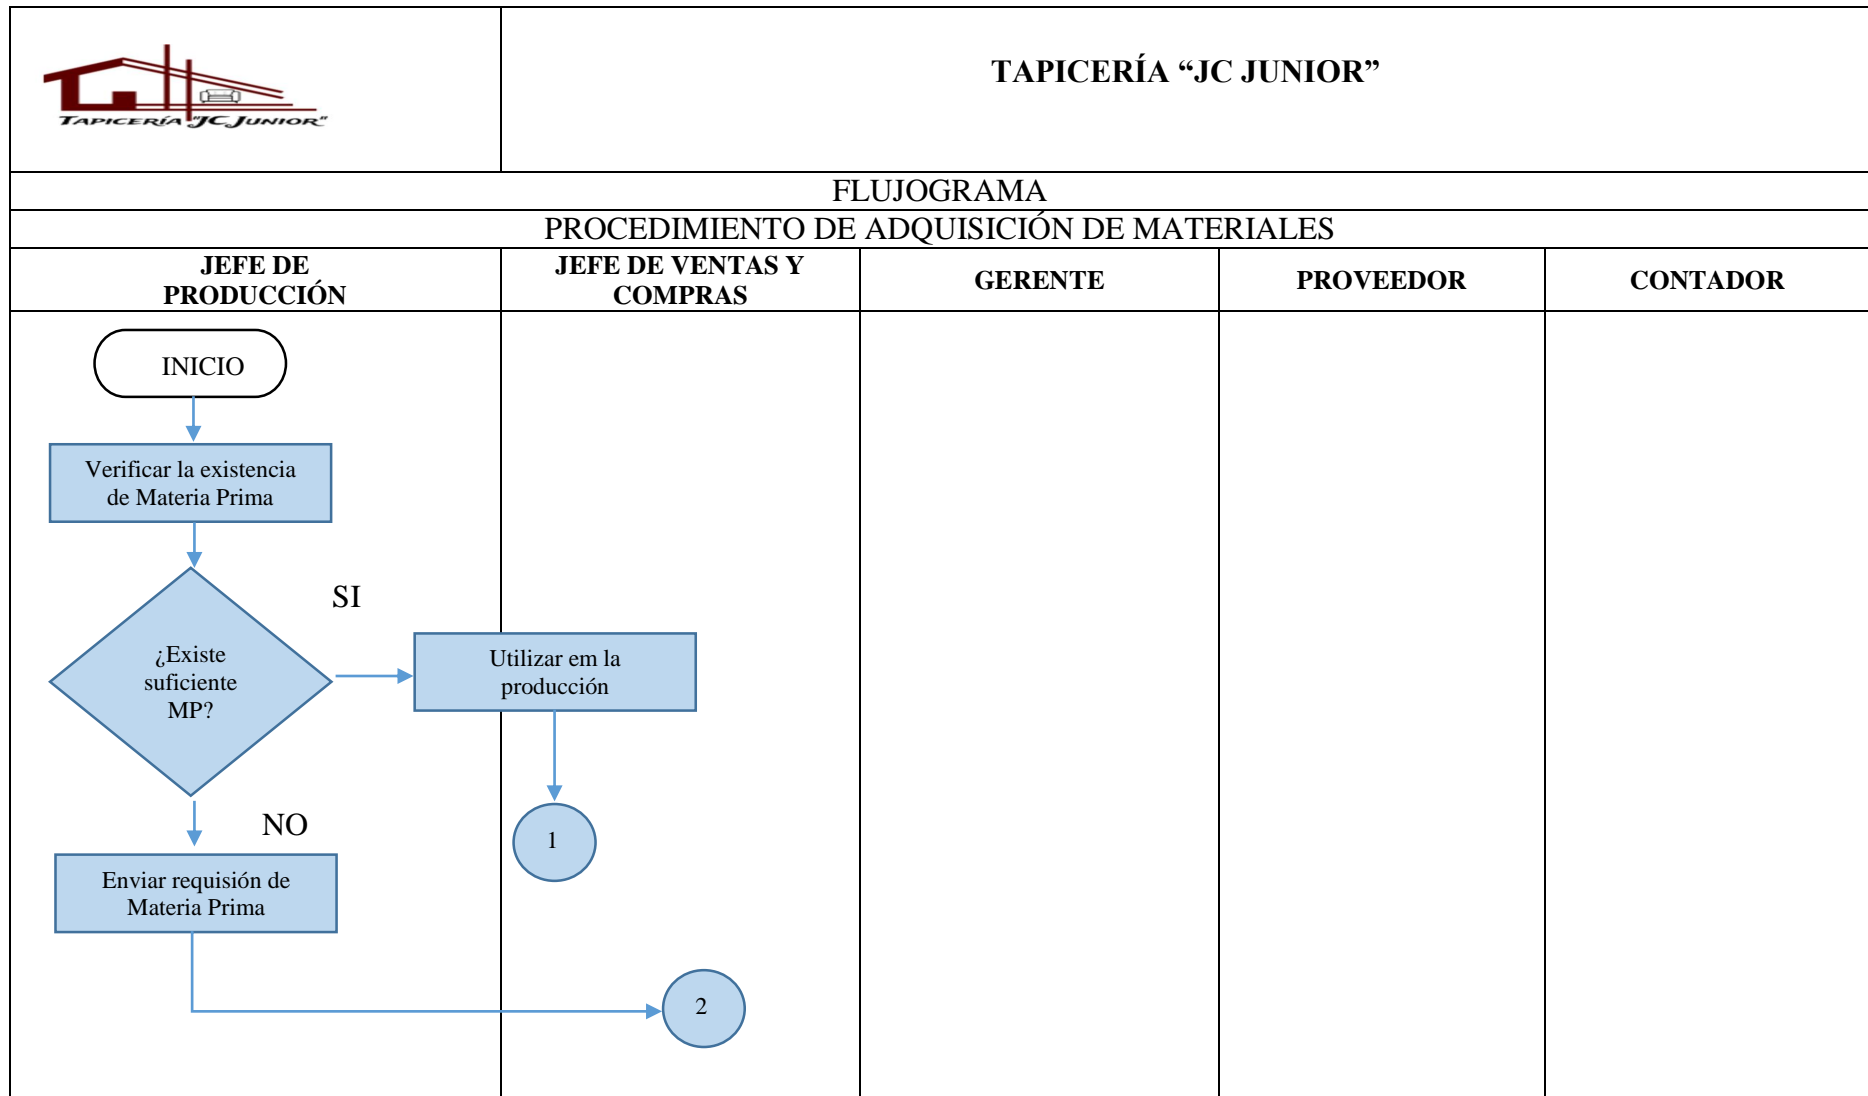 TAPICERÍA "JC JUNIOR"
TAPICERÍA “JC JUNIOR”
FLUJOGRAMA
PROCEDIMIENTO DE ADQUISICIÓN DE MATERIALES
JEFE DE
PRODUCCIÓN
JEFE DE VENTAS Y
COMPRAS
GERENTE
PROVEEDOR
CONTADOR
INICIO
Verificar la existencia
de Materia Prima
SI
¿Existe
suficiente
MP?
Utilizar em la
producción
NO
1
Enviar requisión de
Materia Prima
2